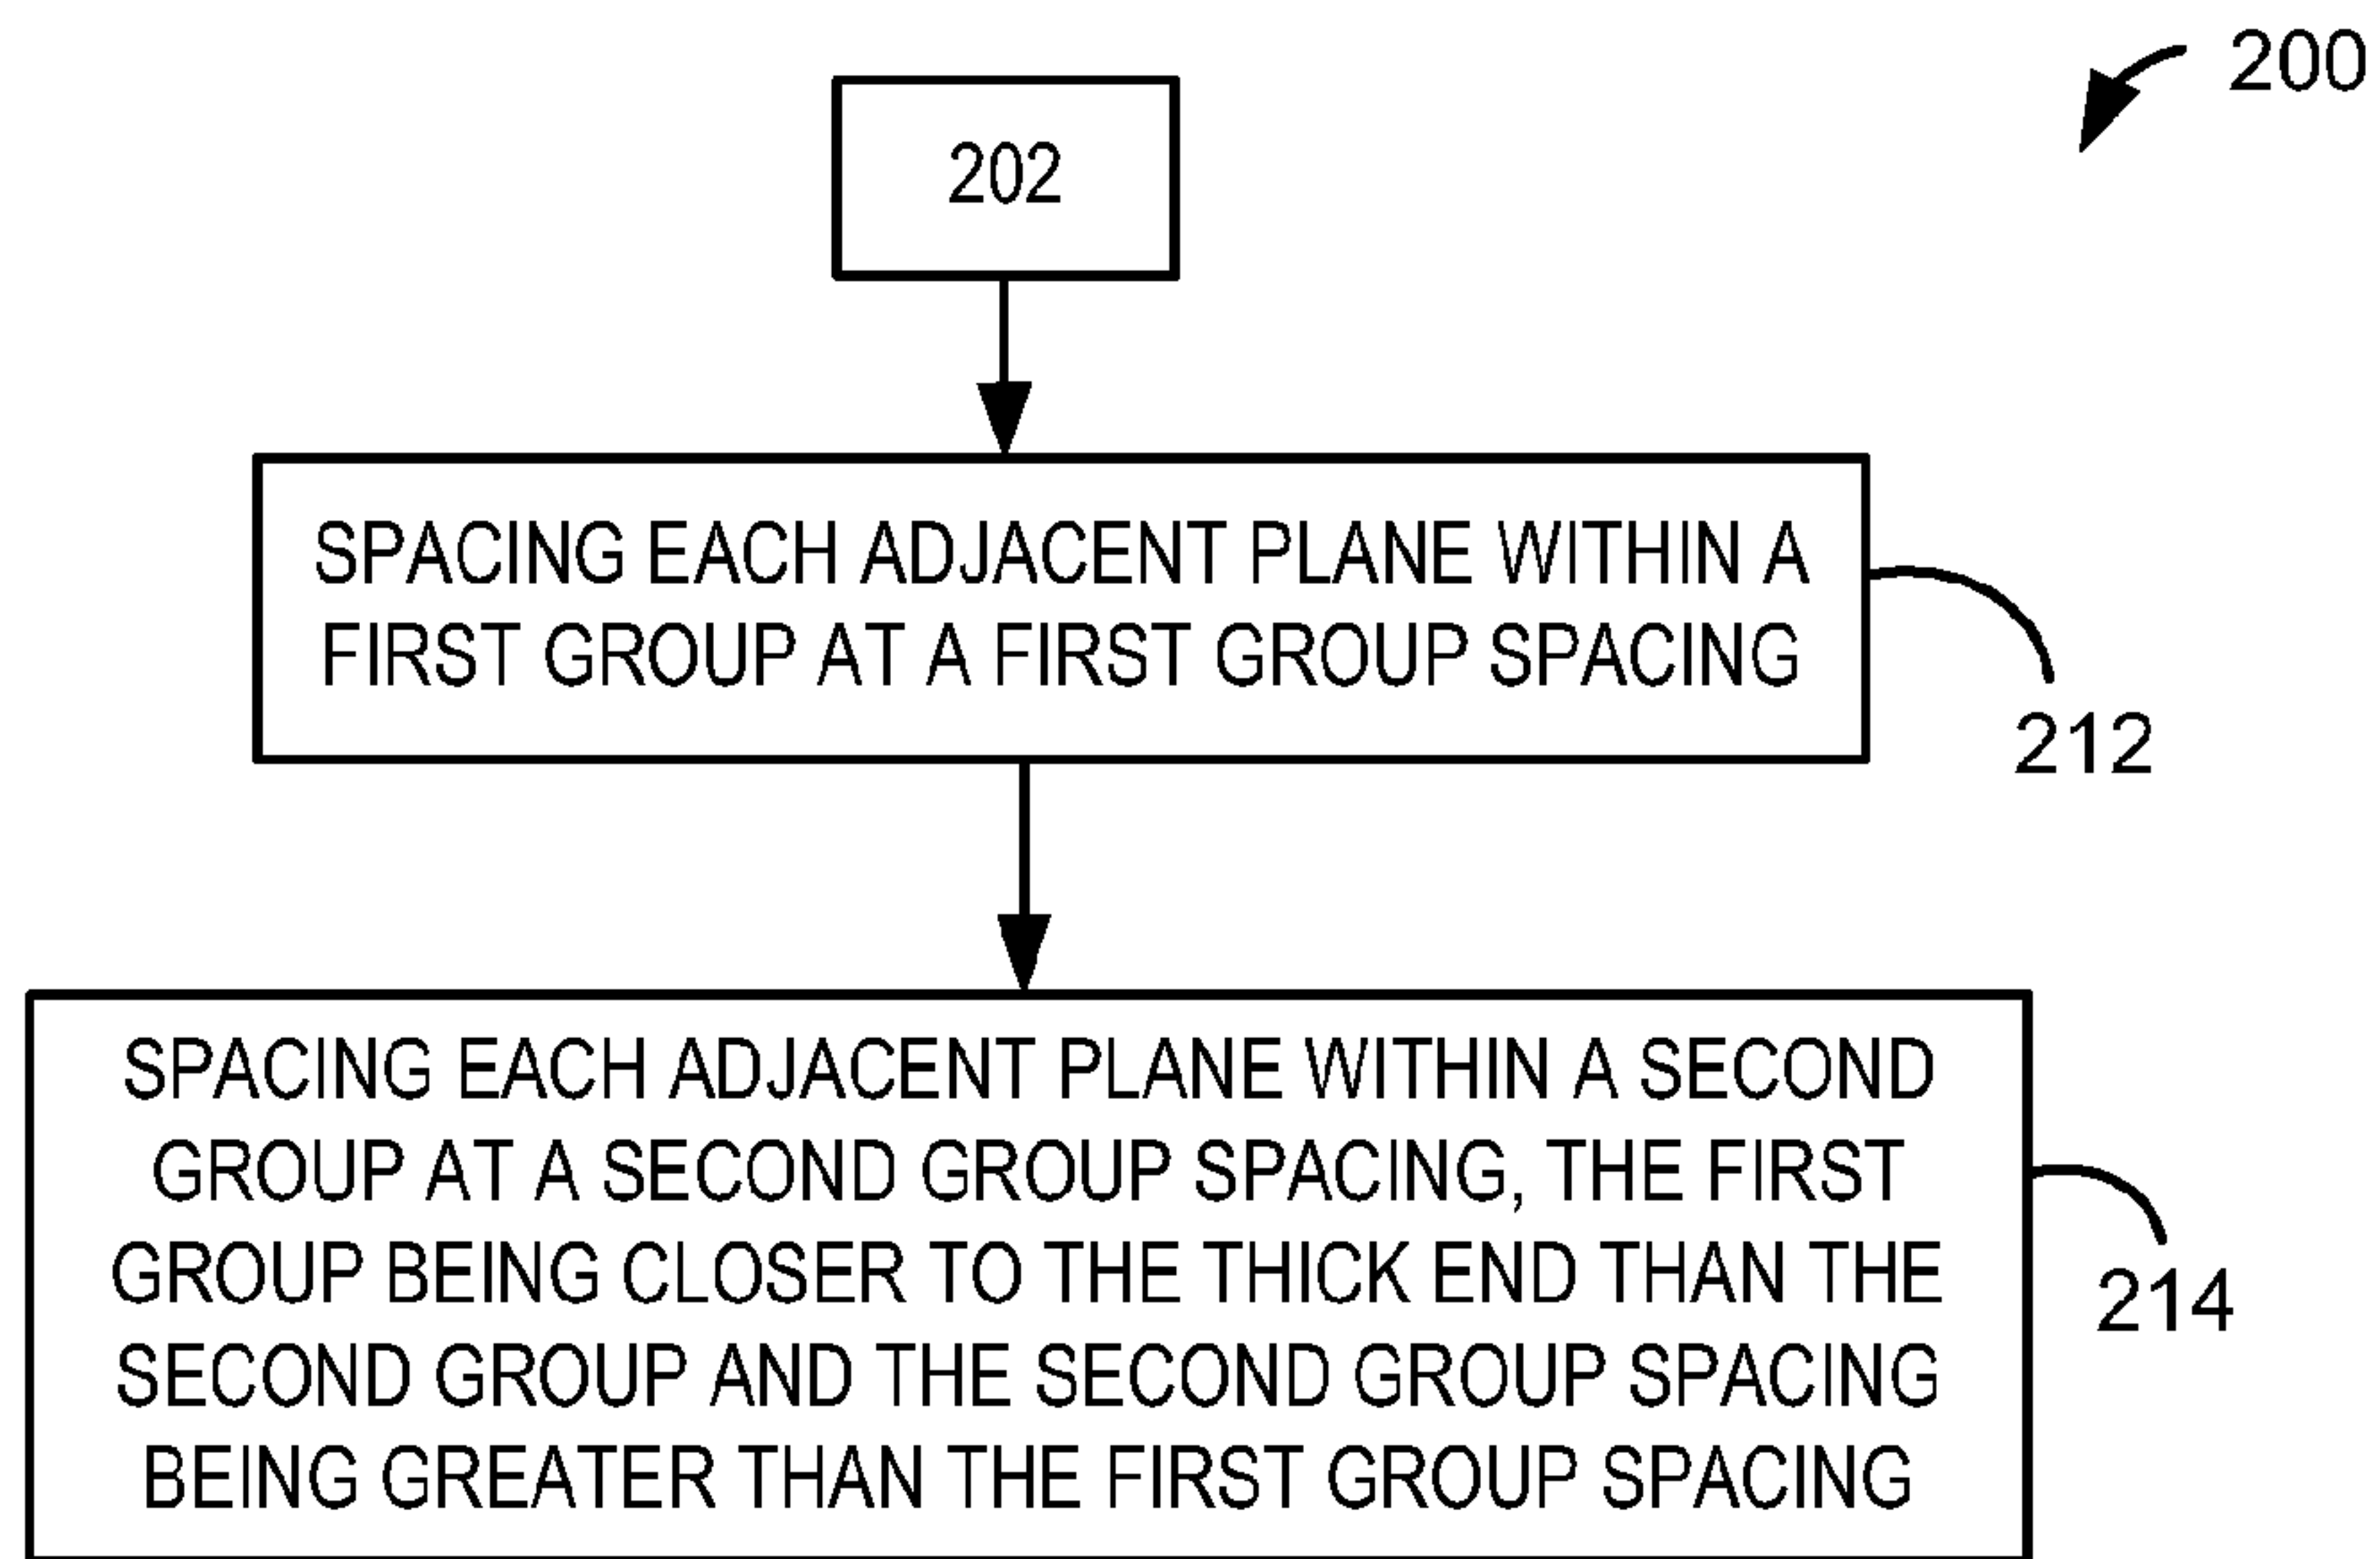 200
202
SPACING EACH ADJACENT PLANE WITHIN A
FIRST GROUP AT A FIRST GROUP SPACING
212
SPACING EACH ADJACENT PLANE WITHIN A SECOND
GROUP AT A SECOND GROUP SPACING, THE FIRST
GROUP BEING CLOSER TO THE THICK END THAN THE
SECOND GROUP AND THE SECOND GROUP SPACING
BEING GREATER THAN THE FIRST GROUP SPACING
214